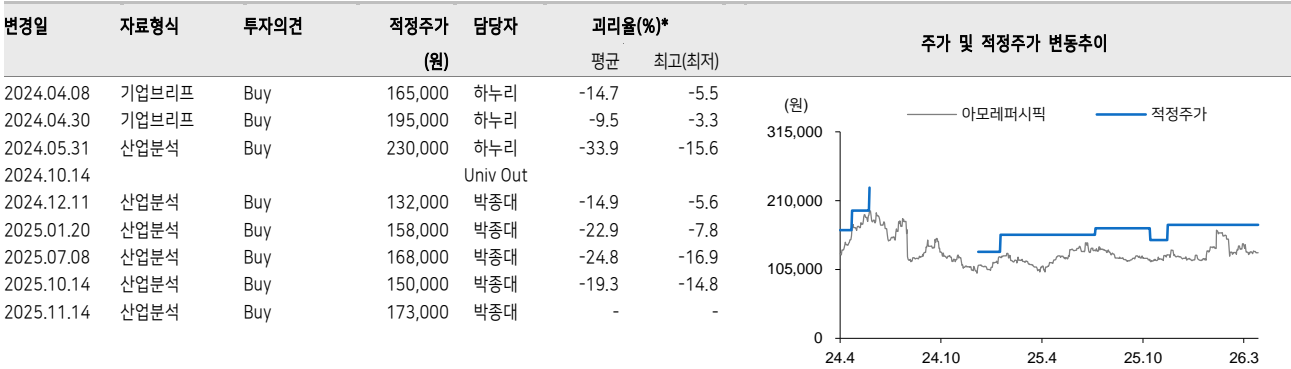 변경일 자료형식 투자의견 적정주가 담당자 괴리율(%)* 주가 및 적정주가 변동추이
(원) 평균 최고(최저)
2024.04.08 기업브리프 Buy 165,000 하누리 -14.7 -5.5
2024.04.30 기업브리프 Buy 195,000 하누리 -9.5 -3.3
2024.05.31 산업분석 Buy 230,000 하누리 -33.9 -15.6
2024.10.14 Univ Out
2024.12.11 산업분석 Buy 132,000 박종대 -14.9 -5.6
2025.01.20 산업분석 Buy 158,000 박종대 -22.9 -7.8
2025.07.08 산업분석 Buy 168,000 박종대 -24.8 -16.9
2025.10.14 산업분석 Buy 150,000 박종대 -19.3 -14.8
2025.11.14 산업분석 Buy 173,000 박종대 - -
(원) 아모레퍼시픽 적정주가
315,000
210,000
105,000
0
24.4 24.10 25.4 25.10 26.3